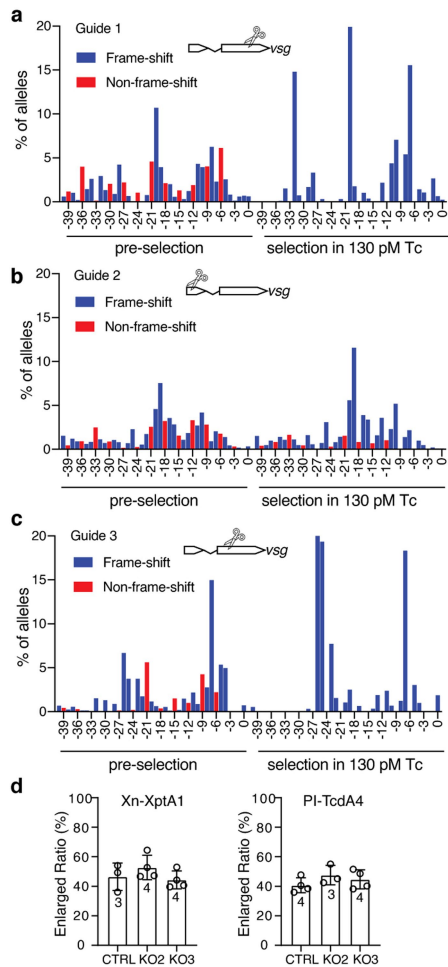 a
Guide 1
vsg
Frame-shift
Non-frame-shift
% of alleles
20
15
10
5
0
-39 -36 -33 -30 -27 -24 -21 -18 -15 -12 -9 -6 -3 0 -39 -36 -33 -30 -27 -24 -21 -18 -15 -12 -9 -6 -3 0
pre-selection selection in 130 pM Tc
b
Guide 2
vsg
Frame-shift
Non-frame-shift
% of alleles
20
15
10
5
0
-39 -36 -33 -30 -27 -24 -21 -18 -15 -12 -9 -6 -3 0 -39 -36 -33 -30 -27 -24 -21 -18 -15 -12 -9 -6 -3 0
pre-selection selection in 130 pM Tc
c
Guide 3
vsg
Frame-shift
Non-frame-shift
% of alleles
20
15
10
5
0
-39 -36 -33 -30 -27 -24 -21 -18 -15 -12 -9 -6 -3 0 -39 -36 -33 -30 -27 -24 -21 -18 -15 -12 -9 -6 -3 0
pre-selection selection in 130 pM Tc
d
Xn-XptA1
Enlarged Ratio (%)
100
80
60
40
20
0
3 4 4
CTRL KO2 KO3
Pl-TcdA4
Enlarged Ratio (%)
100
80
60
40
20
0
4 3 4
CTRL KO2 KO3